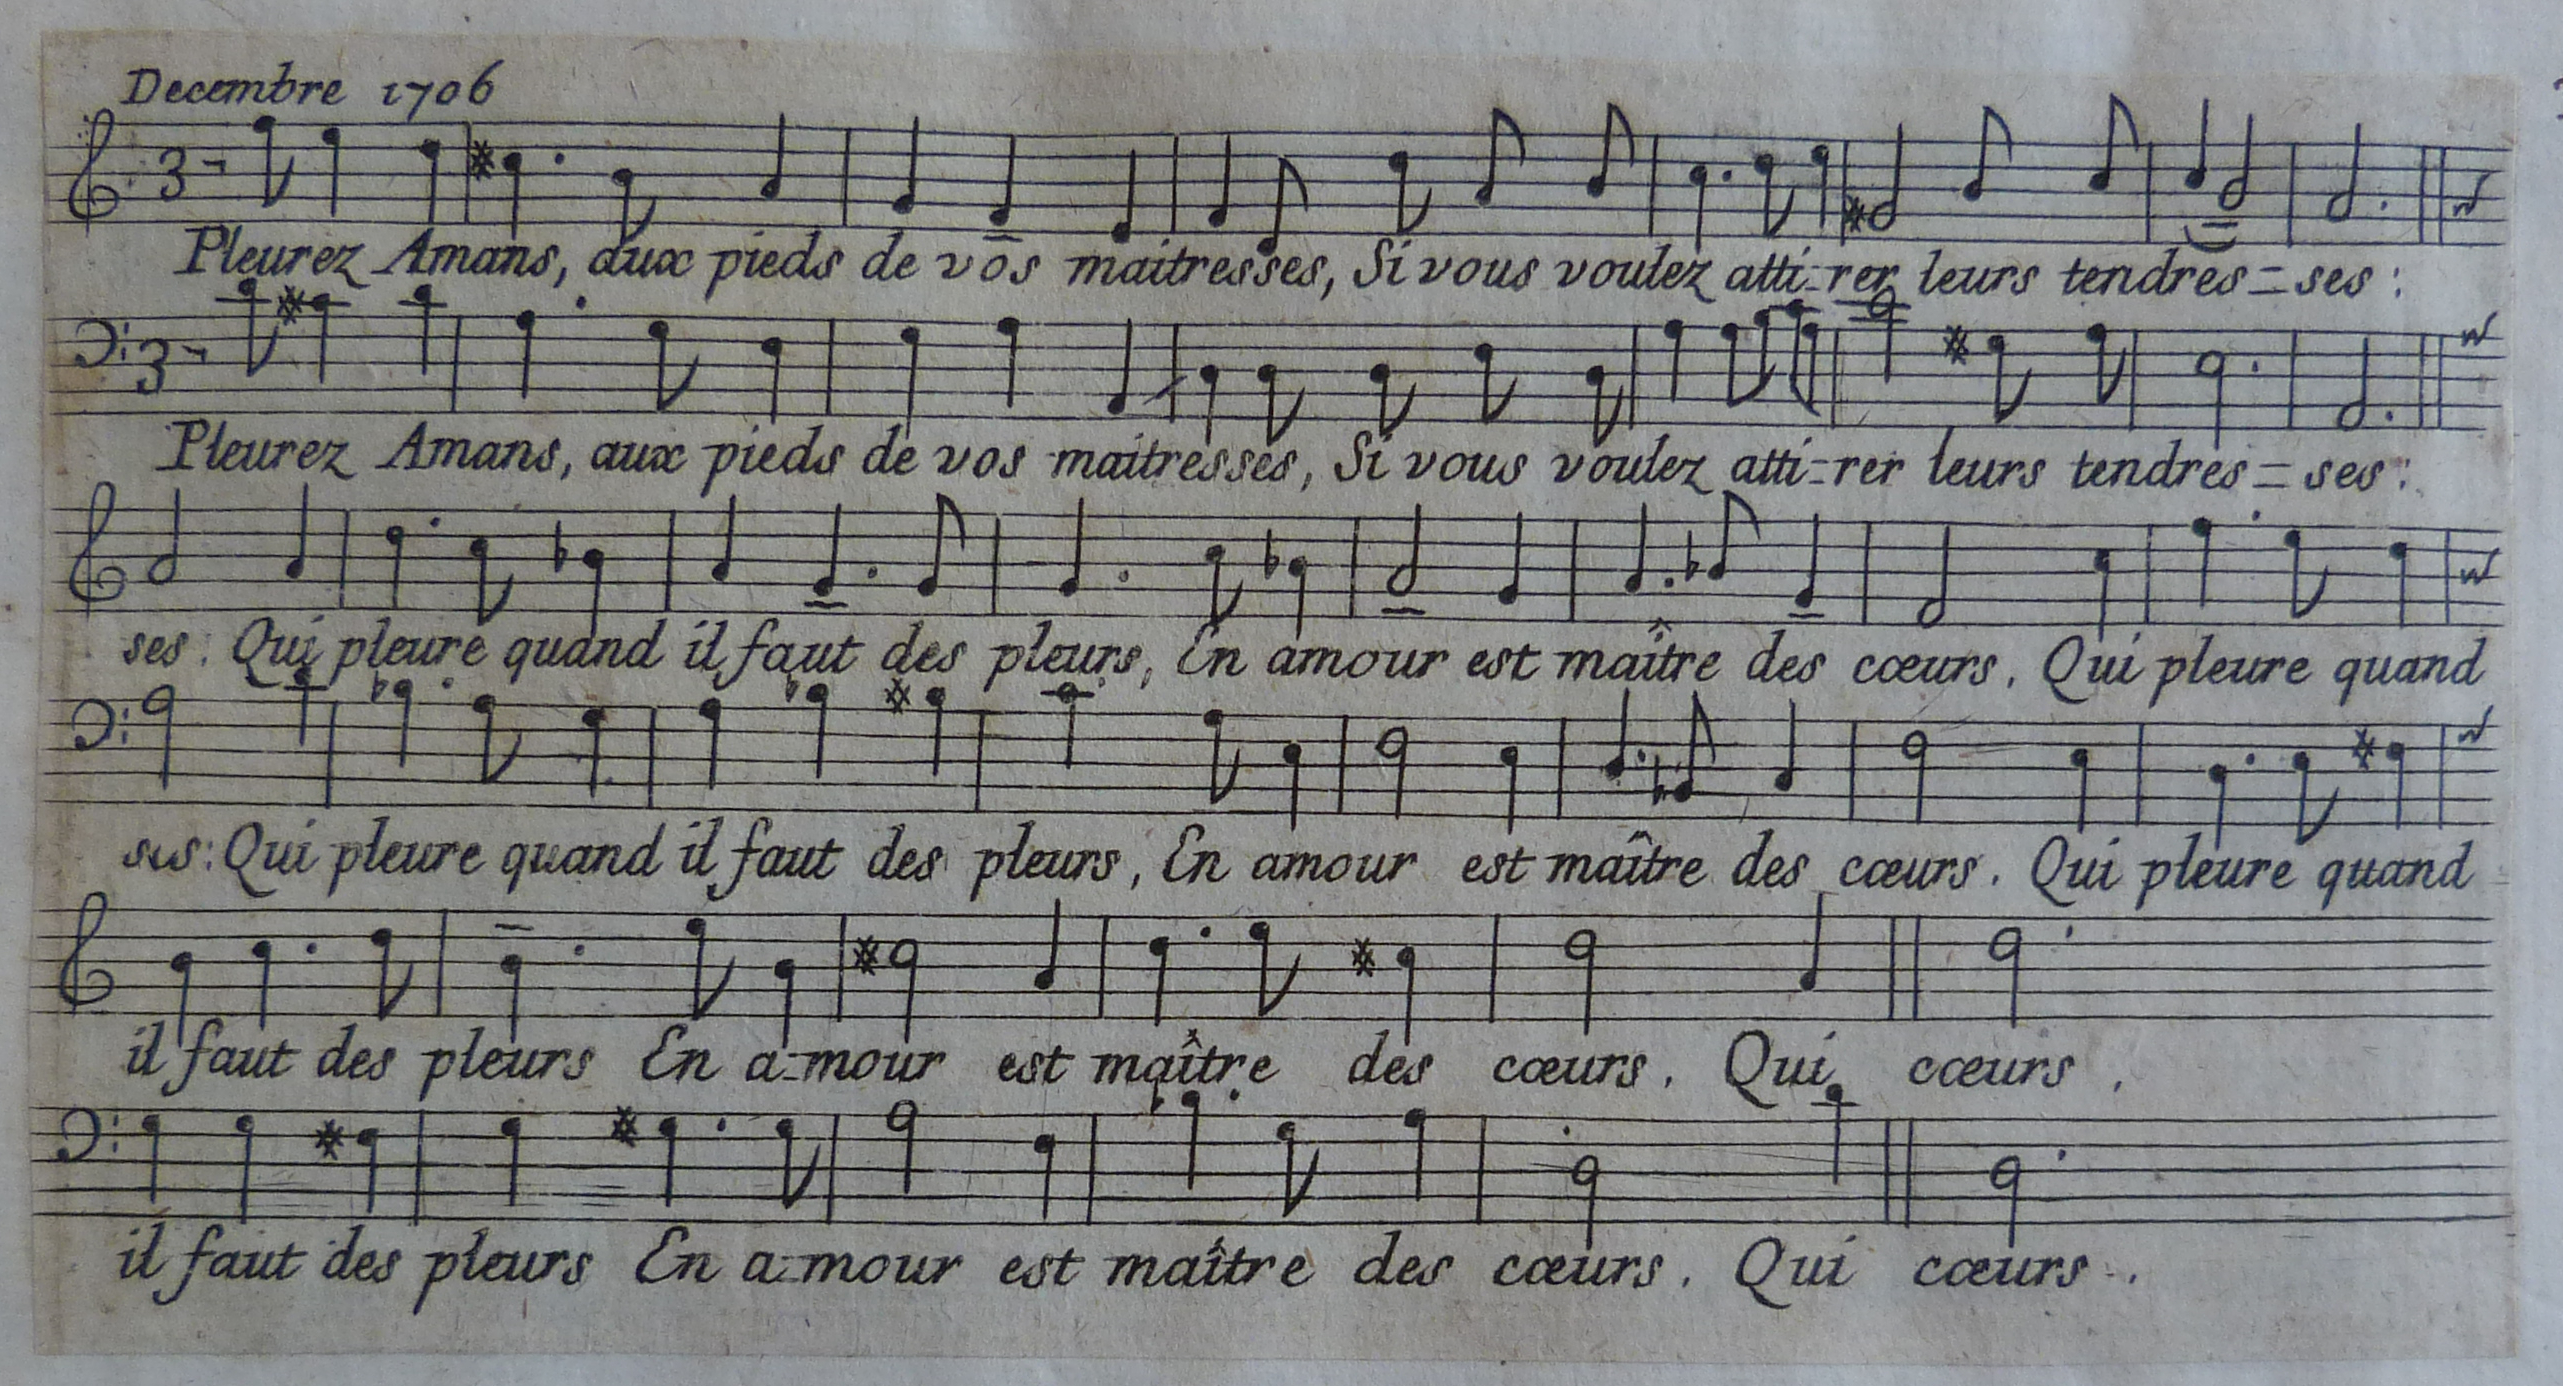 Decembre 1706
3
Pleurez Amans, aux pieds de vos maitresses, Si vous voulez atti-rer leurs tendres=ses:
3
Pleurez Amans, aux pieds de vos maitresses, Si vous voulez atti-rer leurs tendres=ses:
ses: Qui pleure quand il faut des pleurs, En amour est maître des cœurs. Qui pleure quand
ses: Qui pleure quand il faut des pleurs, En amour est maître des cœurs. Qui pleure quand
il faut des pleurs En a-mour est maître des cœurs. Qui cœurs.
il faut des pleurs En a-mour est maître des cœurs. Qui cœurs.